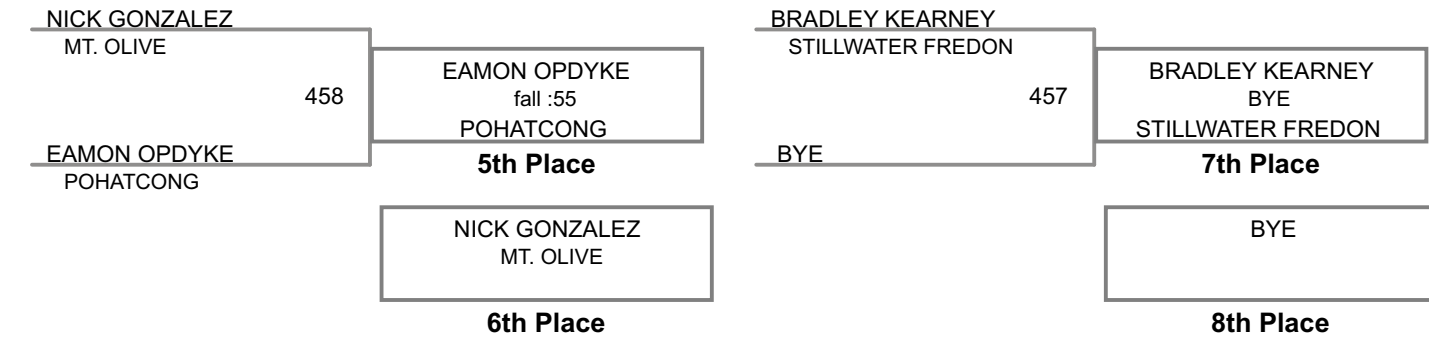 NICK GONZALEZ
MT. OLIVE
458
EAMON OPDYKE
POHATCONG
EAMON OPDYKE
fall :55
POHATCONG
5th Place
NICK GONZALEZ
MT. OLIVE
6th Place
BRADLEY KEARNEY
STILLWATER FREDON
457
BYE
BRADLEY KEARNEY
BYE
STILLWATER FREDON
7th Place
BYE
8th Place